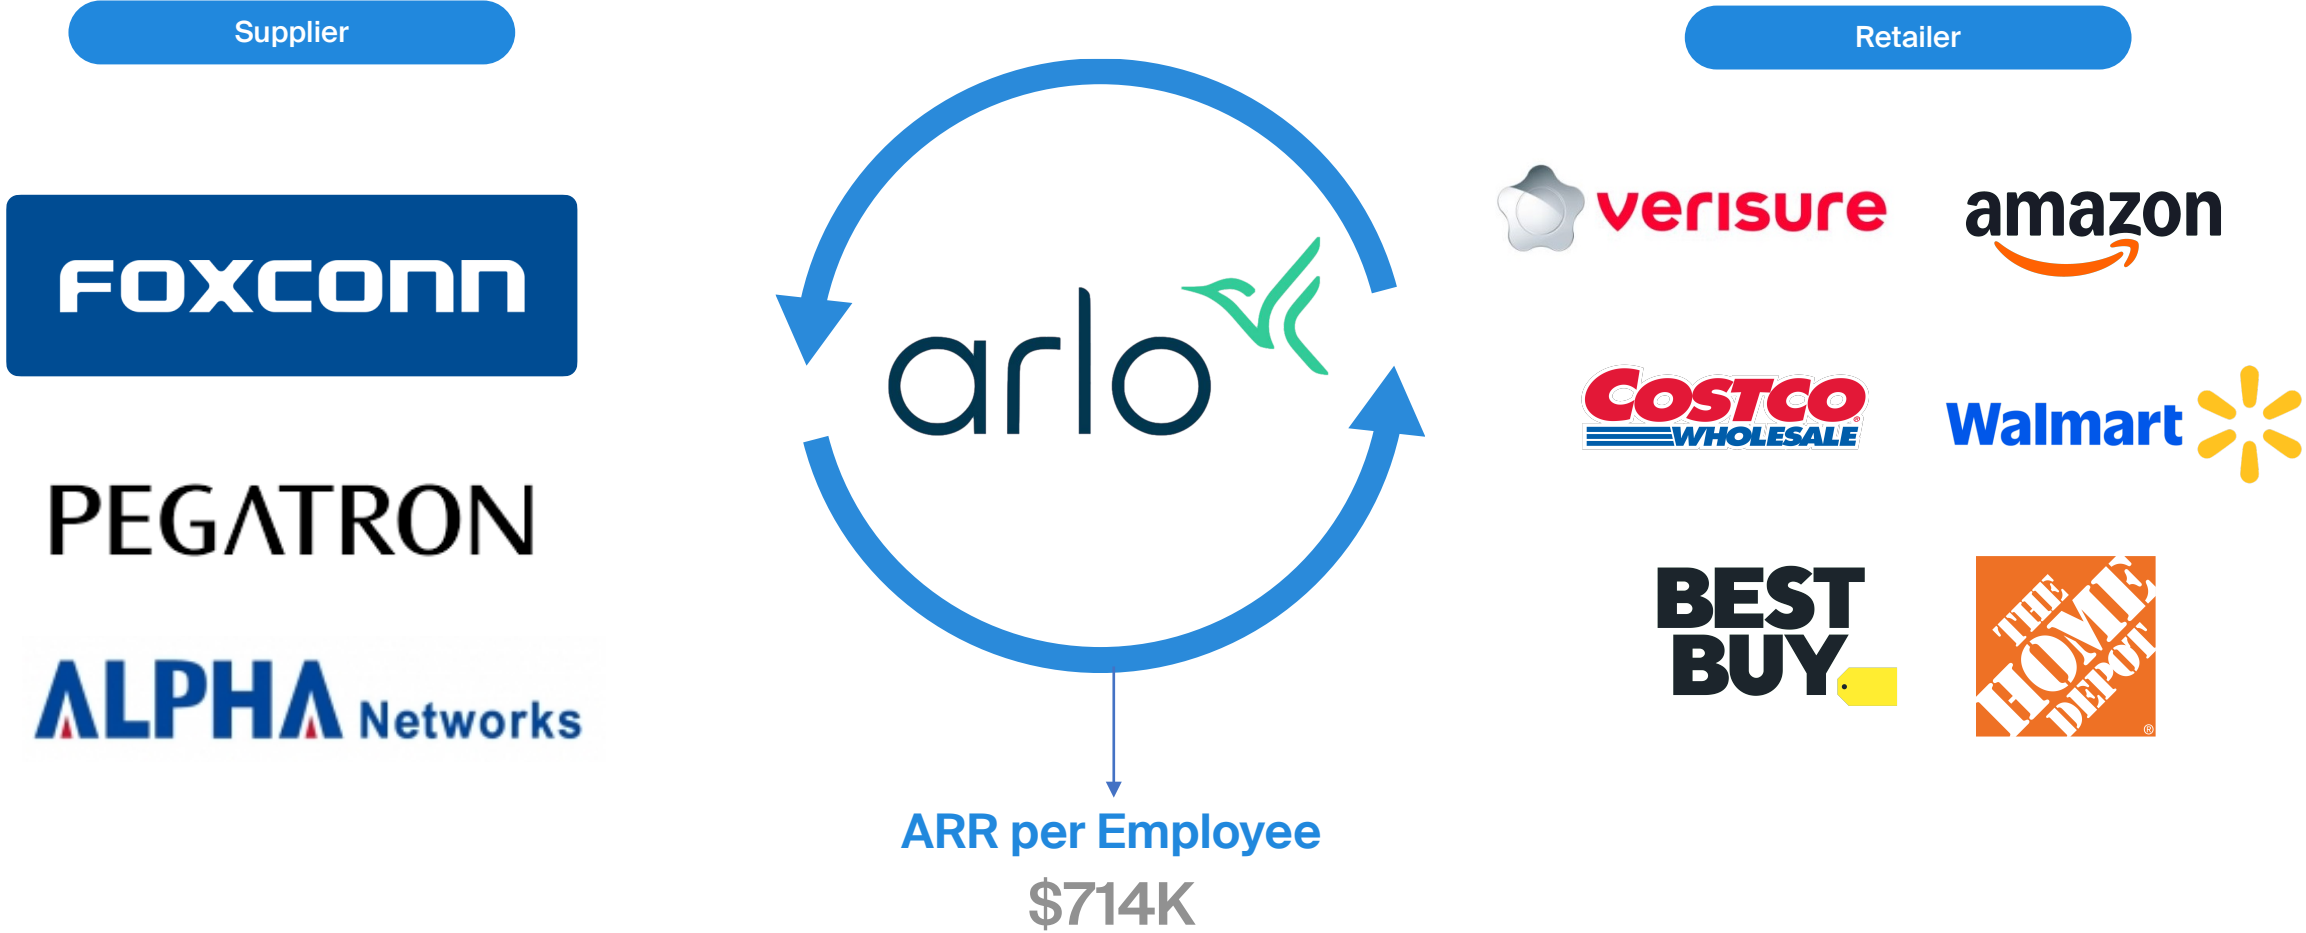 Supplier
FOXCONN
PEGATRON
ALPHA Networks
arlo
ARR per Employee
$714K
Retailer
verisure
amazon
COSTCO
WHOLESALE
Walmart
BEST
BUY
THE
HOME
DEPOT
®